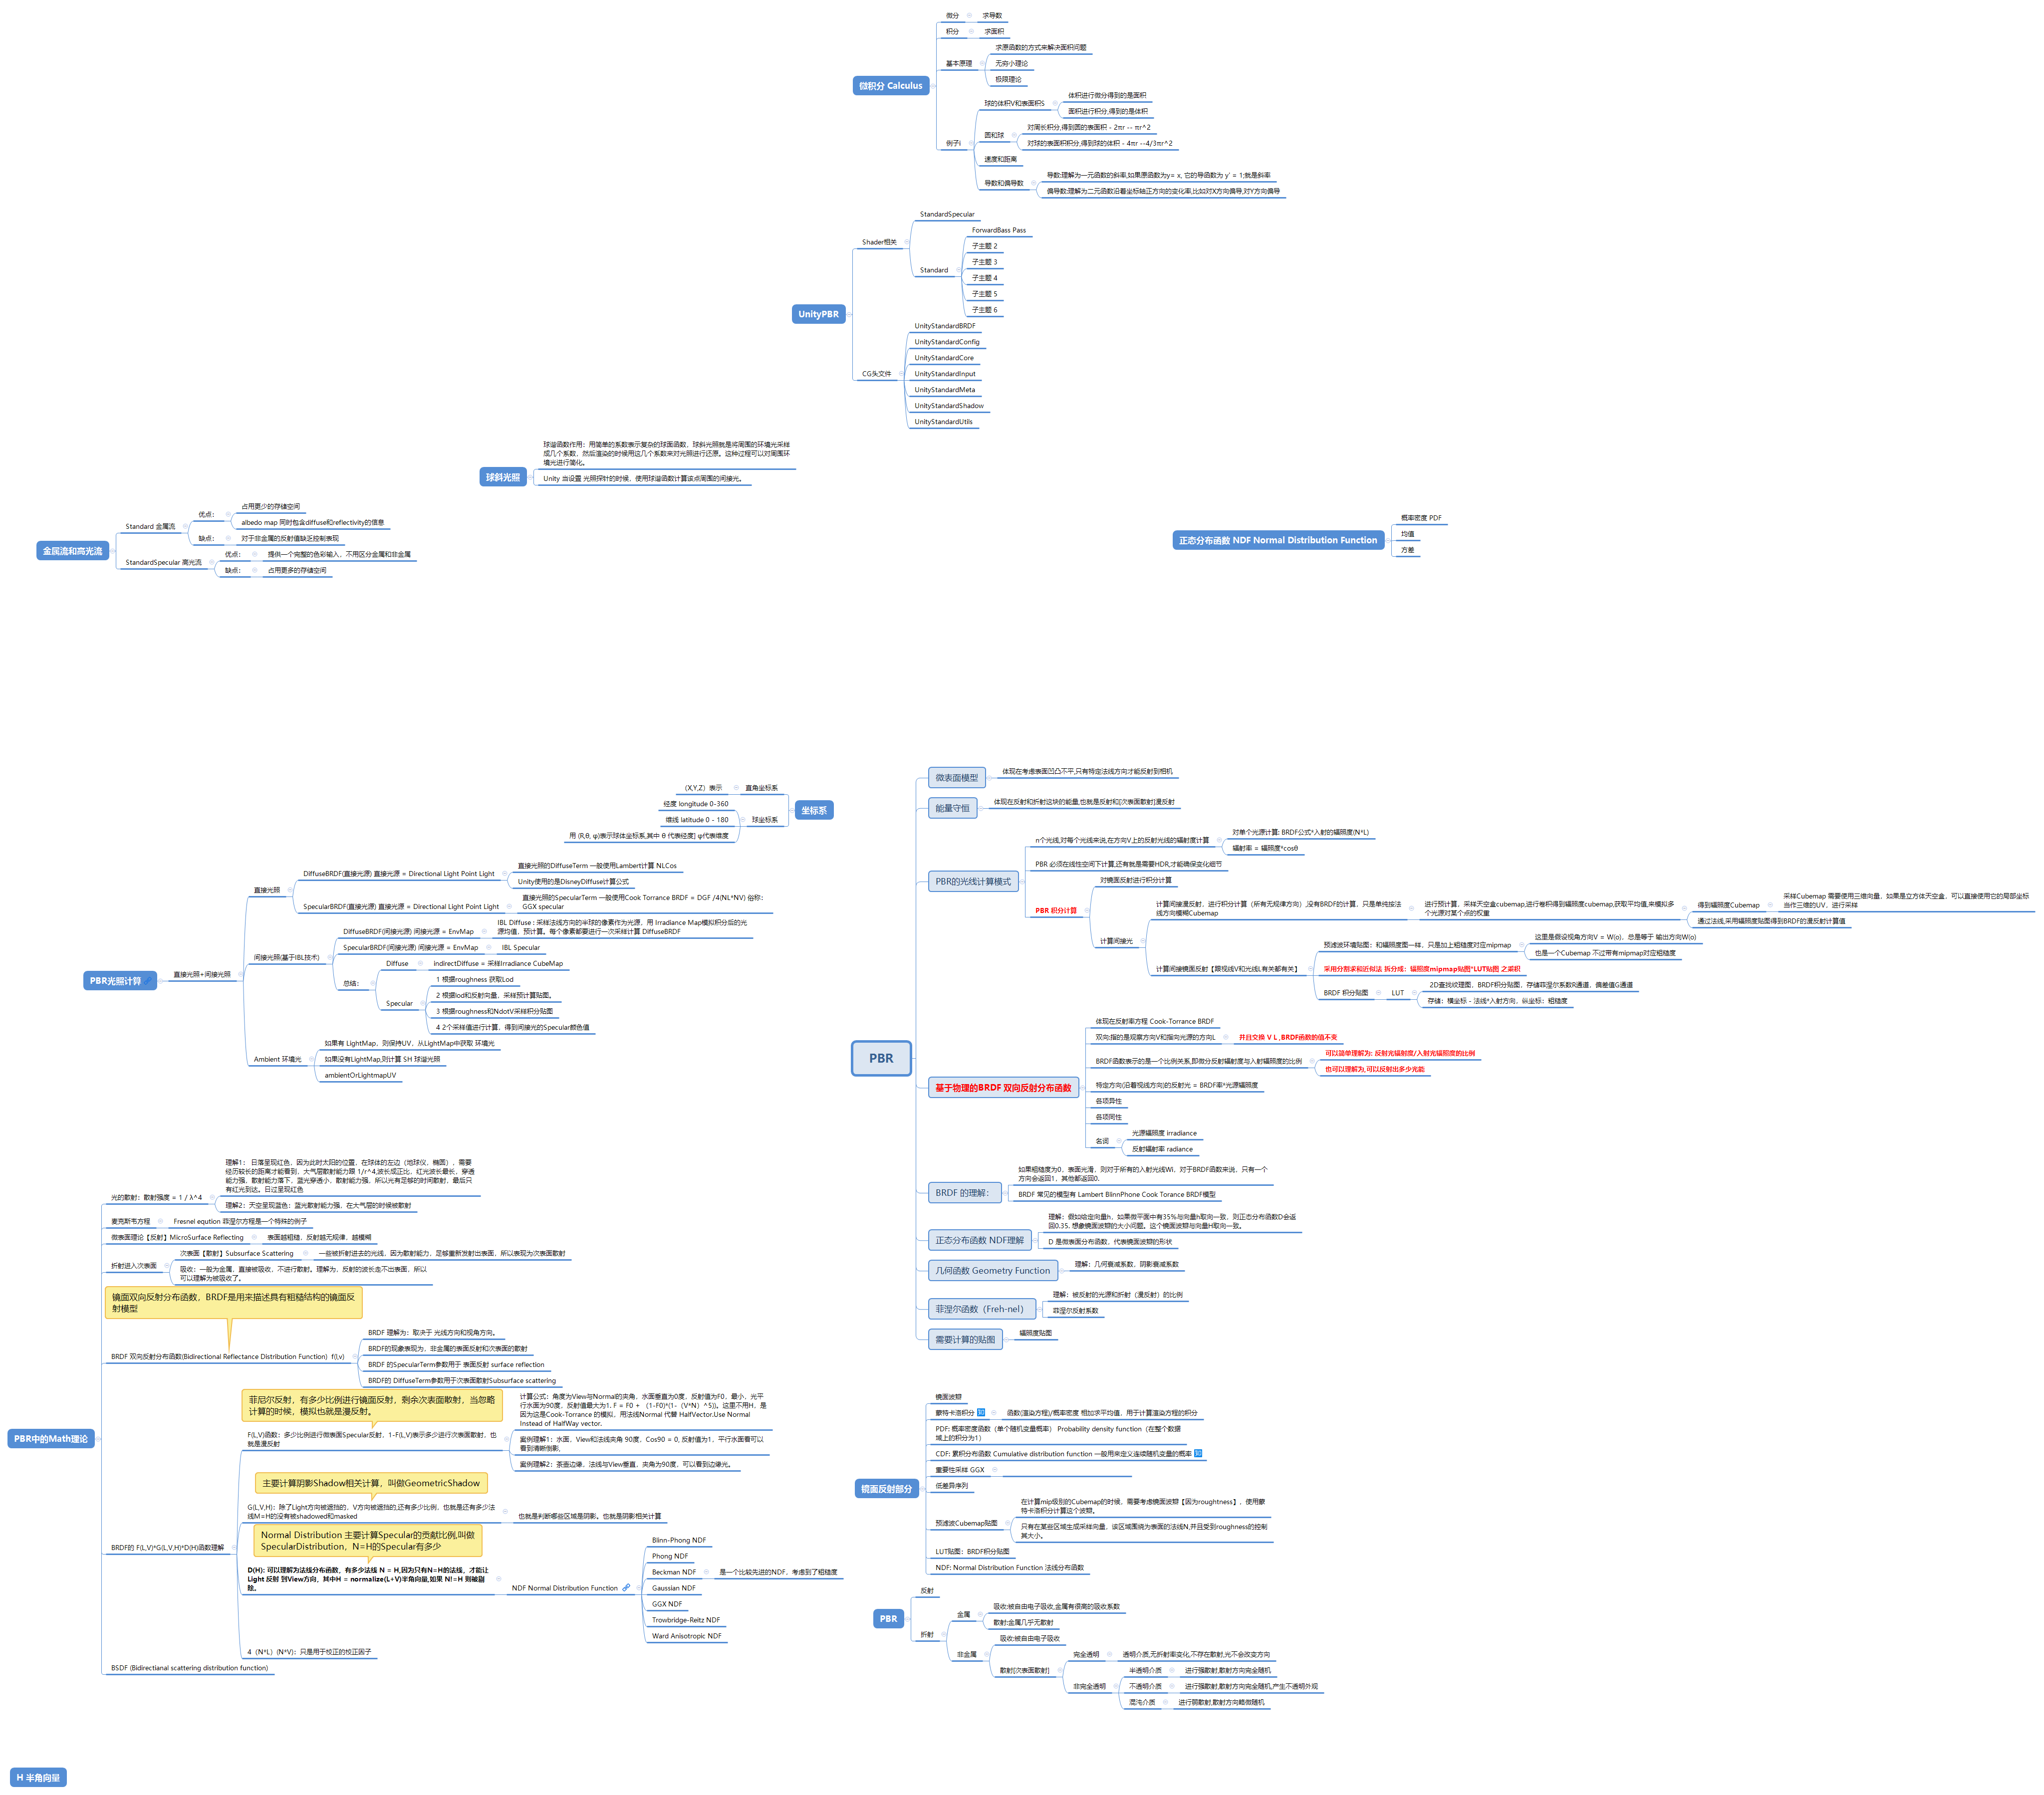 微积分 Calculus
微分
求导数
积分
求面积
基本原理
求原函数的方式来解决面积问题
无穷小理论
极限理论
例子l
球的体积V和表面积S
体积进行微分得到的是面积
面积进行积分,得到的是体积
圆和球
对周长积分,得到圆的表面积 - 2πr -- πr^2
对球的表面积积分,得到球的体积 - 4πr --4/3πr^2
速度和距离
导数和偏导数
导数:理解为一元函数的斜率,如果原函数为y= x, 它的导函数为 y' = 1;就是斜率
偏导数:理解为二元函数沿着坐标轴正方向的变化率,比如对X方向偏导,对Y方向偏导
UnityPBR
Shader相关
StandardSpecular
Standard
ForwardBass Pass
子主题 2
子主题 3
子主题 4
子主题 5
子主题 6
CG头文件
UnityStandardBRDF
UnityStandardConfig
UnityStandardCore
UnityStandardInput
UnityStandardMeta
UnityStandardShadow
UnityStandardUtils
球斜光照
球谐函数作用：用简单的系数表示复杂的球面函数，球斜光照就是将周围的环境光采样
成几个系数，然后渲染的时候用这几个系数来对光照进行还原。这种过程可以对周围环
境光进行简化。
Unity 当设置 光照探针的时候，使用球谐函数计算该点周围的间接光。
金属流和高光流
Standard 金属流
优点：
占用更少的存储空间
albedo map 同时包含diffuse和reflectivity的信息
缺点：
对于非金属的反射值缺乏控制表现
StandardSpecular 高光流
优点：
提供一个完整的色彩输入，不用区分金属和非金属
缺点：
占用更多的存储空间
正态分布函数 NDF Normal Distribution Function
概率密度 PDF
均值
方差
坐标系
直角坐标系
（X,Y,Z）表示
球坐标系
经度 longitude 0-360
维线 latitude 0 - 180
用 (R,θ, φ)表示球体坐标系,其中 θ 代表经度] φ代表维度
PBR光照计算
直接光照+间接光照
直接光照
DiffuseBRDF(直接光源) 直接光源 = Directional Light Point Light
直接光照的DiffuseTerm 一般使用Lambert计算 NLCos
Unity使用的是DisneyDiffuse计算公式
SpecularBRDF(直接光源) 直接光源 = Directional Light Point Light
直接光照的SpecularTerm 一般使用Cook Torrance BRDF = DGF /4(NL*NV) 俗称:
GGX specular
间接光照(基于IBL技术)
DiffuseBRDF(间接光源) 间接光源 = EnvMap
IBL Diffuse : 采样法线方向的半球的像素作为光源，用 Irradiance Map模拟积分后的光
源均值，预计算。每个像素都要进行一次采样计算 DiffuseBRDF
SpecularBRDF(间接光源) 间接光源 = EnvMap
IBL Specular
总结：
Diffuse
indirectDiffuse = 采样Irradiance CubeMap
Specular
1 根据roughness 获取Lod
2 根据lod和反射向量，采样预计算贴图。
3 根据roughness和NdotV采样积分贴图
4 2个采样值进行计算，得到间接光的Specular颜色值
Ambient 环境光
如果有 LightMap，则保持UV，从LightMap中获取 环境光
如果没有LightMap,则计算 SH 球谐光照
ambientOrLightmapUV
PBR
微表面模型
体现在考虑表面凹凸不平,只有特定法线方向才能反射到相机
能量守恒
体现在反射和折射这块的能量,也就是反射和[次表面散射]漫反射
PBR的光线计算模式
n个光线,对每个光线来说,在方向V上的反射光线的辐射度计算
对单个光源计算: BRDF公式*入射的辐照度(N*L)
辐射率 = 辐照度*cosθ
PBR 必须在线性空间下计算,还有就是需要HDR,才能确保变化细节
PBR 积分计算
对镜面反射进行积分计算
计算间接光
计算间接漫反射，进行积分计算（所有无规律方向）,没有BRDF的计算，只是单纯按法
线方向模糊Cubemap
进行预计算，采样天空盒cubemap,进行卷积得到辐照度cubemap,获取平均值,来模拟多
个光源对某个点的权重
得到辐照度Cubemap
采样Cubemap 需要使用三维向量，如果是立方体天空盒，可以直接使用它的局部坐标
当作三维的UV，进行采样
通过法线,采用辐照度贴图得到BRDF的漫反射计算值
计算间接镜面反射【跟视线V和光线L有关都有关】
预滤波环境贴图：和辐照度图一样，只是加上粗糙度对应mipmap
这里是假设视角方向V = W(o)，总是等于 输出方向W(o)
也是一个Cubemap 不过带有mipmap对应粗糙度
采用分割求和近似法 拆分成：辐照度mipmap贴图*LUT贴图 之乘积
BRDF 积分贴图
LUT
2D查找纹理图，BRDF积分贴图，存储菲涅尔系数R通道，偏差值G通道
存储：横坐标 - 法线*入射方向，纵坐标：粗糙度
基于物理的BRDF 双向反射分布函数
体现在反射率方程 Cook-Torrance BRDF
双向:指的是观察方向V和指向光源的方向L
并且交换 V L ,BRDF函数的值不变
BRDF函数表示的是一个比例关系,即微分反射辐射度与入射辐照度的比例
可以简单理解为: 反射光辐射度/入射光辐照度的比例
也可以理解为,可以反射出多少光能
特定方向(沿着视线方向)的反射光 = BRDF率*光源辐照度
各项异性
各项同性
名词
光源辐照度 irradiance
反射辐射率 radiance
BRDF 的理解：
如果粗糙度为0，表面光滑，则对于所有的入射光线Wi，对于BRDF函数来说，只有一个
方向会返回1，其他都返回0.
BRDF 常见的模型有 Lambert BlinnPhone Cook Torance BRDF模型
正态分布函数 NDF理解
理解：假如给定向量h，如果微平面中有35%与向量h取向一致，则正态分布函数D会返
回0.35. 想象镜面波瓣的大小问题。这个镜面波瓣与向量H取向一致。
D 是微表面分布函数，代表镜面波瓣的形状
几何函数 Geometry Function
理解：几何衰减系数，阴影衰减系数
菲涅尔函数（Freh-nel）
理解：被反射的光源和折射（漫反射）的比例
菲涅尔反射系数
需要计算的贴图
辐照度贴图
PBR中的Math理论
光的散射：散射强度 = 1 / λ^4
理解1： 日落呈现红色，因为此时太阳的位置，在球体的左边（地球仪，椭圆），需要
经历较长的距离才能看到，大气层散射能力跟 1/r^4,波长成正比，红光波长最长，穿透
能力强，散射能力落下，蓝光穿透小，散射能力强，所以光有足够的时间散射，最后只
有红光到达。日过呈现红色
理解2：天空呈现蓝色：蓝光散射能力强，在大气层的时候被散射
麦克斯韦方程
Fresnel eqution 菲涅尔方程是一个特殊的例子
微表面理论【反射】MicroSurface Reflecting
表面越粗糙，反射越无规律，越模糊
折射进入次表面
次表面【散射】Subsurface Scattering
一些被折射进去的光线，因为散射能力，足够重新发射出表面，所以表现为次表面散射
吸收：一般为金属，直接被吸收，不进行散射。理解为，反射的波长走不出表面，所以
可以理解为被吸收了。
镜面双向反射分布函数，BRDF是用来描述具有粗糙结构的镜面反
射模型
BRDF 双向反射分布函数(Bidirectional Reflectance Distribution Function) f(l,v)
BRDF 理解为：取决于 光线方向和视角方向。
BRDF的现象表现为，非金属的表面反射和次表面的散射
BRDF 的SpecularTerm参数用于 表面反射 surface reflection
BRDF的 DiffuseTerm参数用于次表面散射Subsurface scattering
BRDF的 F(L,V)*G(L,V,H)*D(H)函数理解
菲尼尔反射，有多少比例进行镜面反射，剩余次表面散射，当忽略
计算的时候，模拟也就是漫反射。
F(L,V)函数：多少比例进行微表面Specular反射，1-F(L,V)表示多少进行次表面散射，也
就是漫反射
计算公式：角度为View与Normal的夹角，水面垂直为0度，反射值为F0，最小，光平
行水面为90度，反射值最大为1. F = F0 + （1-F0)*(1-（V*N）^5))。这里不用H，是
因为这是Cook-Torrance 的模拟，用法线Normal 代替 HalfVector.Use Normal
Instead of HalfWay vector.
案例理解1：水面，View和法线夹角 90度，Cos90 = 0, 反射值为1，平行水面看可以
看到清晰倒影,
案例理解2：茶壶边缘，法线与View垂直，夹角为90度，可以看到边缘光。
主要计算阴影Shadow相关计算，叫做GeometricShadow
G(L,V,H)：除了Light方向被遮挡的，V方向被遮挡的,还有多少比例，也就是还有多少法
线M=H的没有被shadowed和masked
也就是判断哪些区域是阴影。也就是阴影相关计算
Normal Distribution 主要计算Specular的贡献比例,叫做
SpecularDistribution，N=H的Specular有多少
D(H): 可以理解为法线分布函数，有多少法线 N = H,因为只有N=H的法线，才能让
Light 反射 到View方向，其中H = normalize(L+V)半角向量,如果 N!=H 则被剔
除。
NDF Normal Distribution Function
Blinn-Phong NDF
Phong NDF
Beckman NDF
是一个比较先进的NDF，考虑到了粗糙度
Gaussian NDF
GGX NDF
Trowbridge-Reitz NDF
Ward Anisotropic NDF
4（N*L）(N*V)：只是用于校正的校正因子
BSDF (Bidirectianal scattering distribution function)
镜面反射部分
镜面波瓣
蒙特卡洛积分
函数(渲染方程)/概率密度 相加求平均值，用于计算渲染方程的积分
PDF: 概率密度函数（单个随机变量概率） Probability density function（在整个数据
域上的积分为1）
CDF: 累积分布函数 Cumulative distribution function 一般用来定义连续随机变量的概率
重要性采样 GGX
低差异序列
预滤波Cubemap贴图
在计算mip级别的Cubemap的时候，需要考虑镜面波瓣【因为roughtness】，使用蒙
特卡洛积分计算这个波瓣。
只有在某些区域生成采样向量，该区域围绕为表面的法线N,并且受到roughness的控制
其大小。
LUT贴图：BRDF积分贴图
NDF: Normal Distribution Function 法线分布函数
PBR
反射
折射
金属
吸收:被自由电子吸收,金属有很高的吸收系数
散射:金属几乎无散射
非金属
吸收:被自由电子吸收
散射[次表面散射]
完全透明
透明介质,无折射率变化,不存在散射,光不会改变方向
非完全透明
半透明介质
进行强散射,散射方向完全随机
不透明介质
进行强散射,散射方向完全随机,产生不透明外观
混沌介质
进行弱散射,散射方向略微随机
H 半角向量